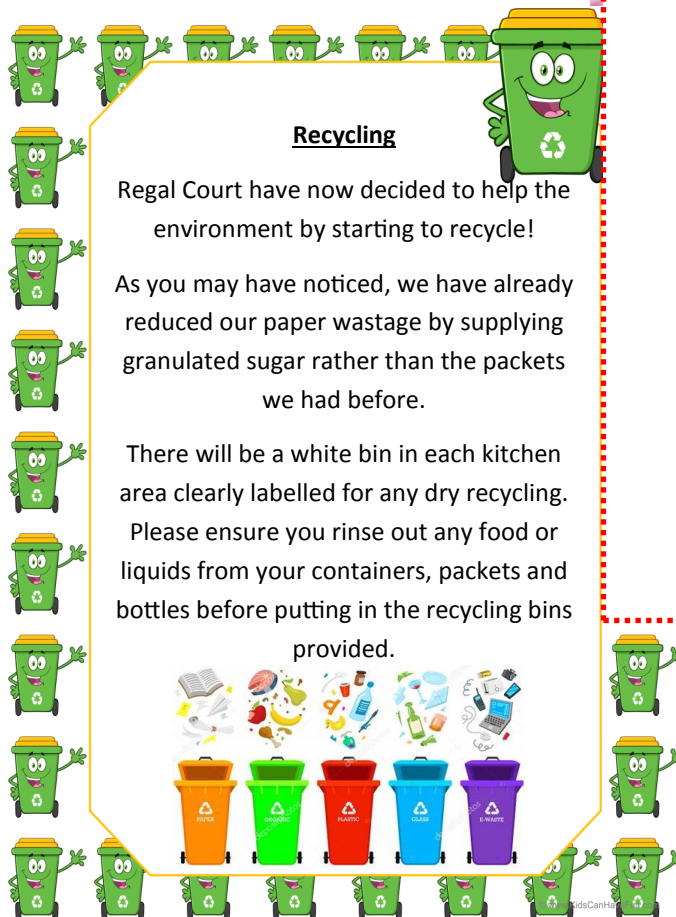 Recycling
Regal Court have now decided to help the
environment by starting to recycle!
As you may have noticed, we have already
reduced our paper wastage by supplying
granulated sugar rather than the packets
we had before.
There will be a white bin in each kitchen
area clearly labelled for any dry recycling.
Please ensure you rinse out any food or
liquids from your containers, packets and
bottles before putting in the recycling bins
provided.
PAPER
ORGANIC
PLASTIC
GLASS
E-WASTE